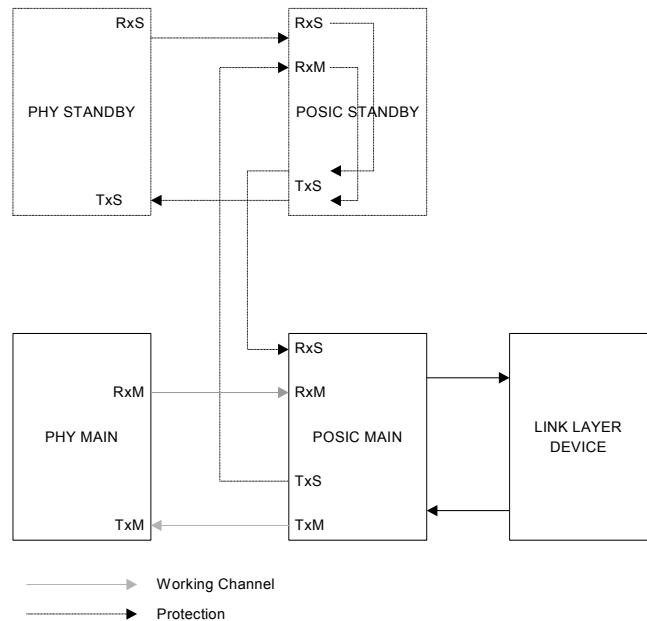 RxS
RxS
RxM
PHY STANDBY
POSIC STANDBY
TxS
TxS
RxS
RxM
RxM
PHY MAIN
POSIC MAIN
LINK LAYER
DEVICE
TxS
TxM
TxM
Working Channel
Protection